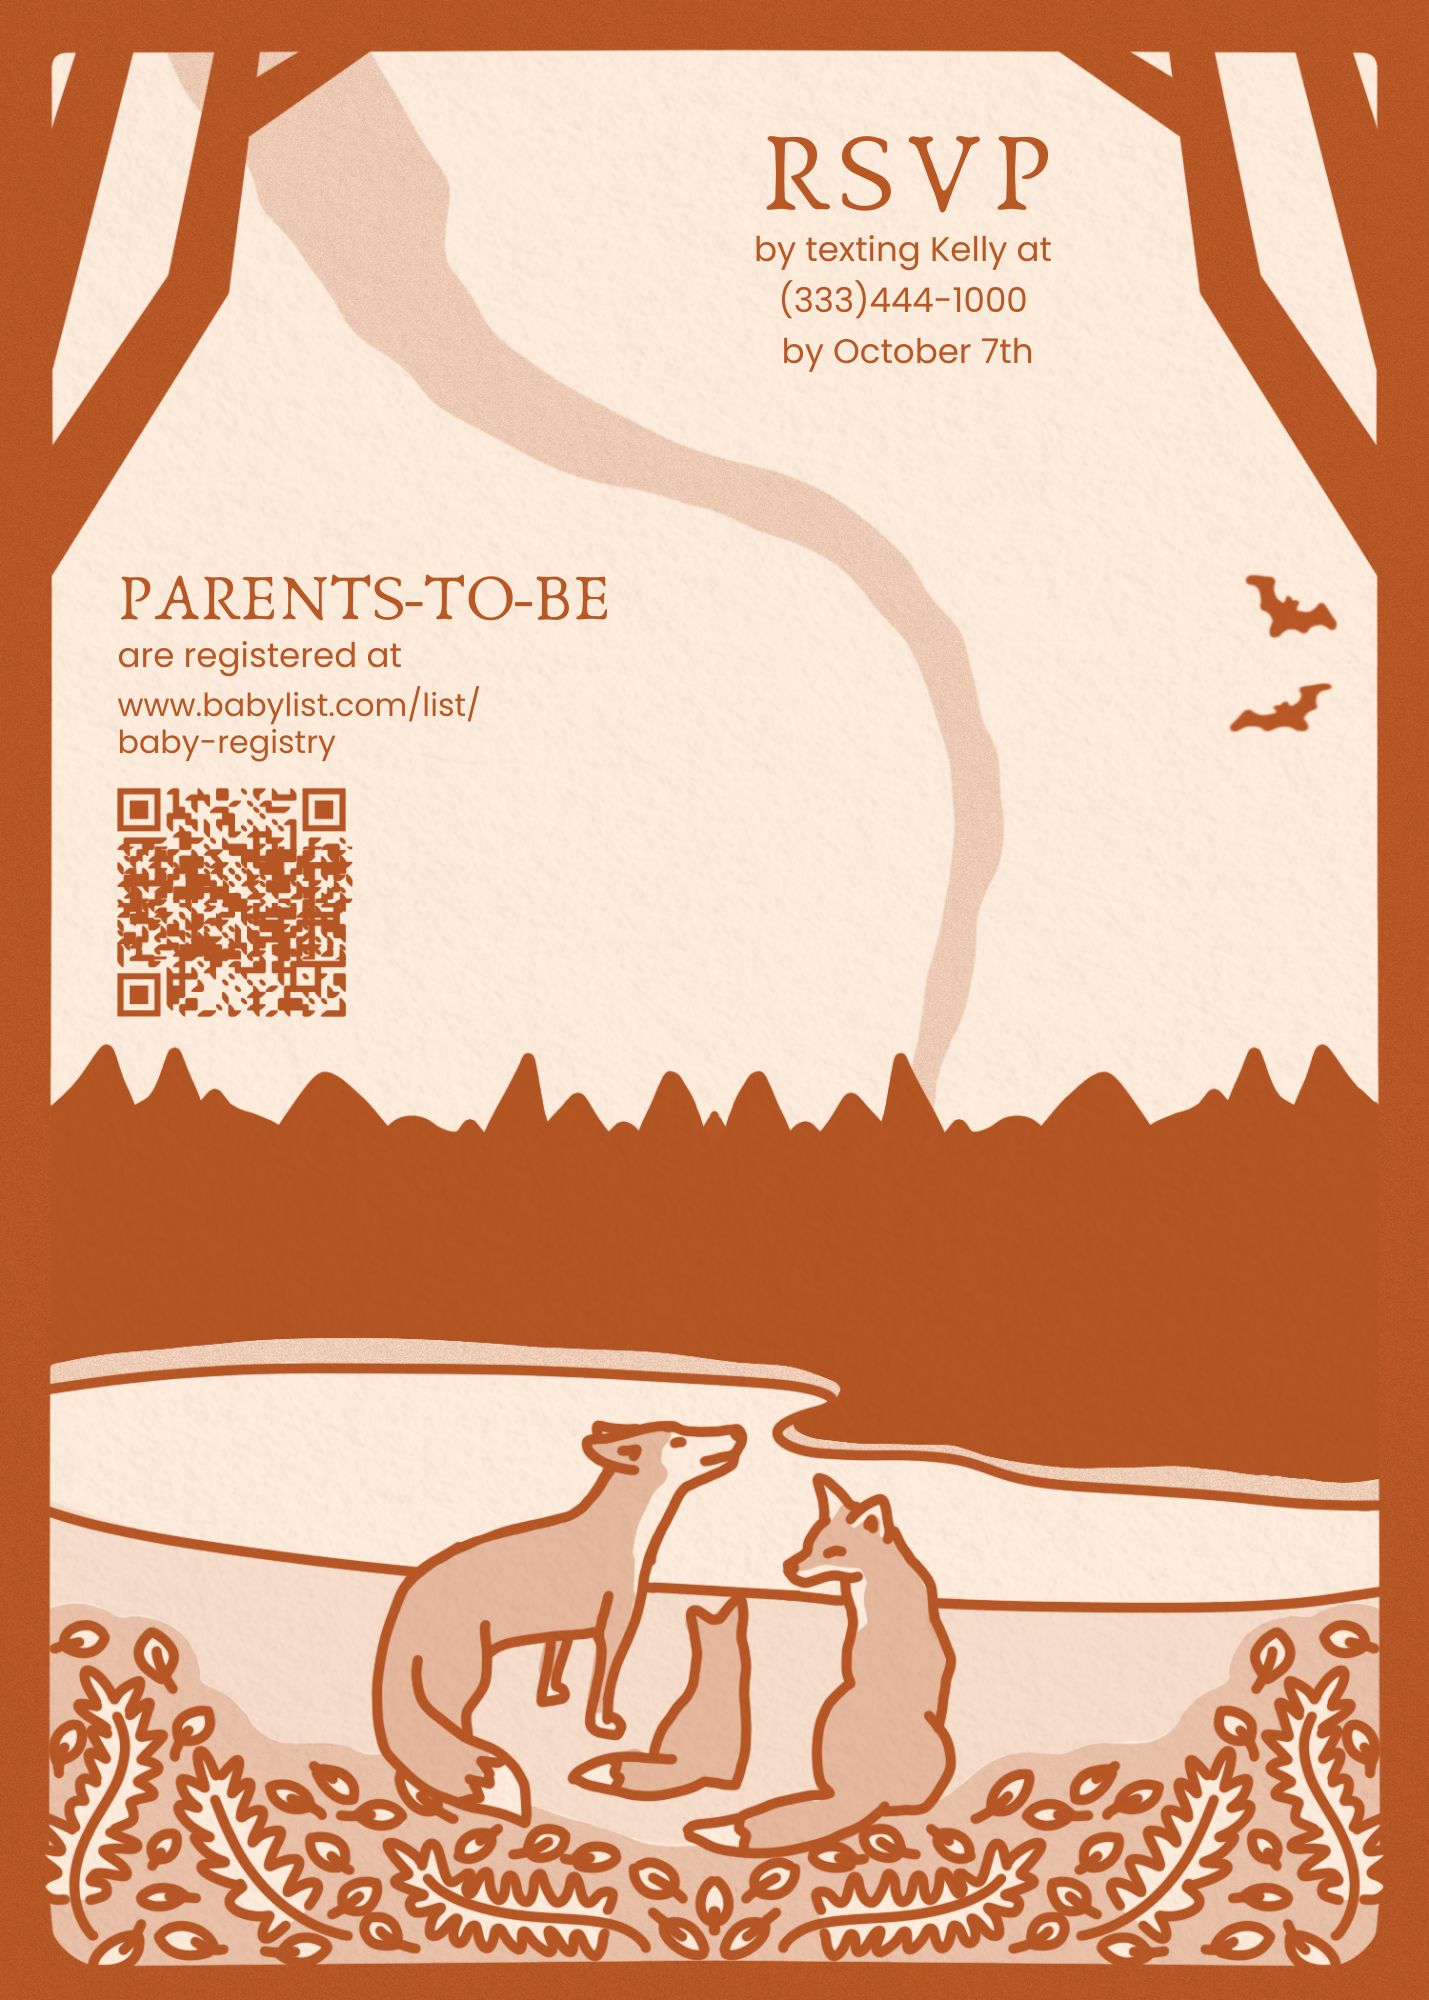 RSVP
by texting Kelly at
(333)444-1000
by October 7th
PARENTS-TO-BE
are registered at
www.babylist.com/list/
baby-registry